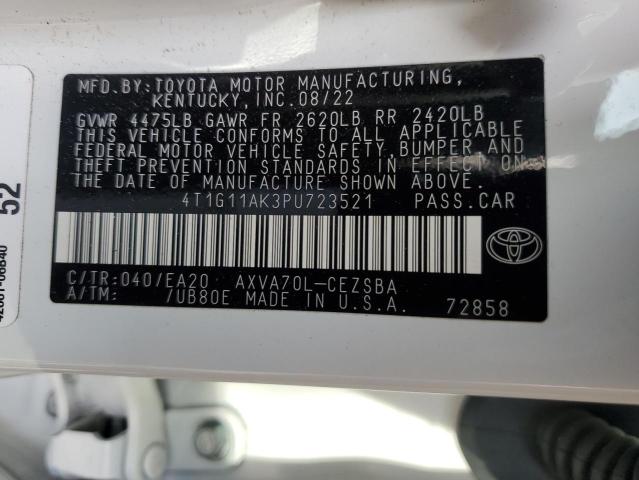 MFD. BY: TOYOTA MOTOR MANUFACTURING,
KENTUCKY, INC. 08/22
GVWR 4475LB GAWR FR 2620LB RR 2420LB
THIS VEHICLE CONFORMS TO ALL APPLICABLE
FEDERAL MOTOR VEHICLE SAFETY, BUMPER AND
THEFT PREVENTION STANDARDS IN EFFECT ON
THE DATE OF MANUFACTURE SHOWN ABOVE.
4T1G11AK3PU723521 PASS.CAR
C/TR: 040/EA20 AXVA70L-CEZSBA
A/TM: /UB80E MADE IN U.S.A. 72858
TOYOTA
52